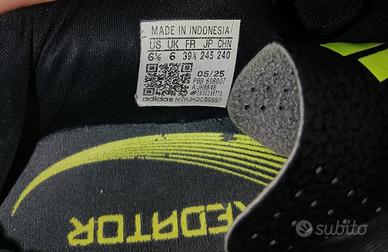 MADE IN INDONESIA
US UK FR JP CHN
6½ 6 39⅓ 245 240
05/25
adidas
REDATOR
subito